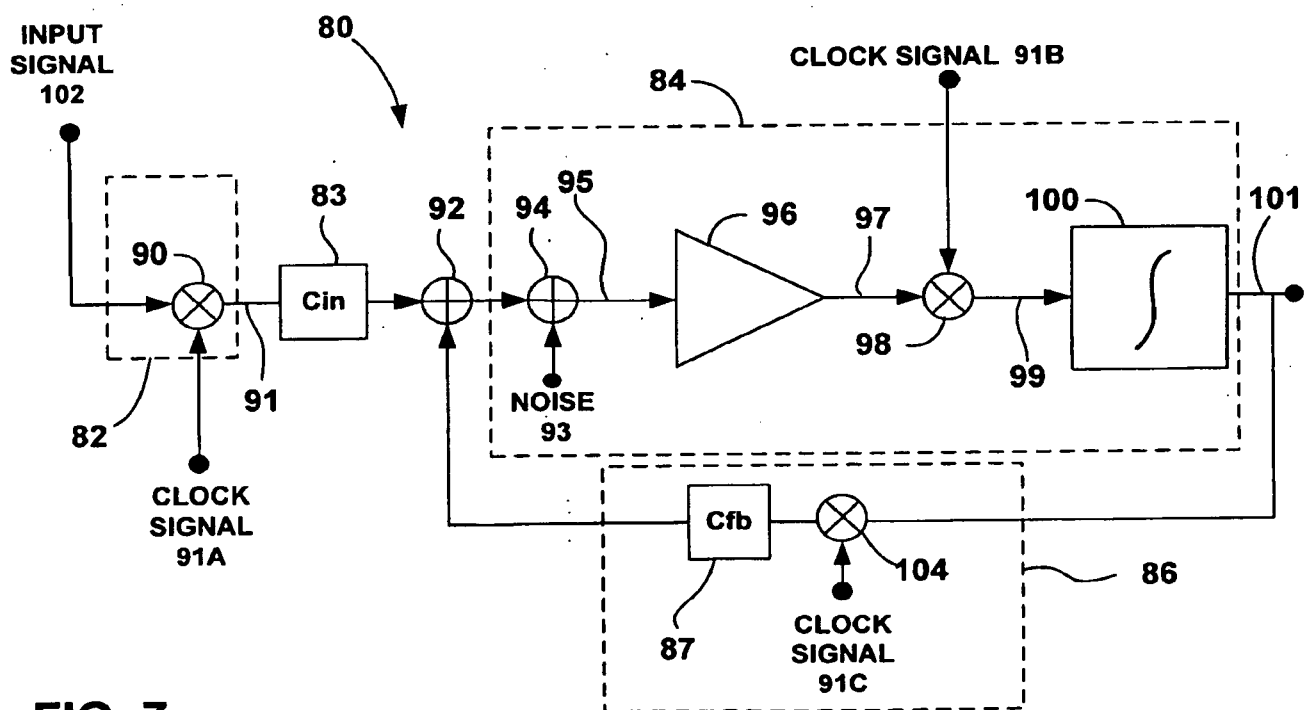 INPUT
SIGNAL
102
80
CLOCK SIGNAL 91B
84
90
83
92
94
95
96
97
98
99
100
101
Cin
91
82
CLOCK
SIGNAL
91A
NOISE
93
Cfb
87
104
86
CLOCK
SIGNAL
91C
FIG. 7